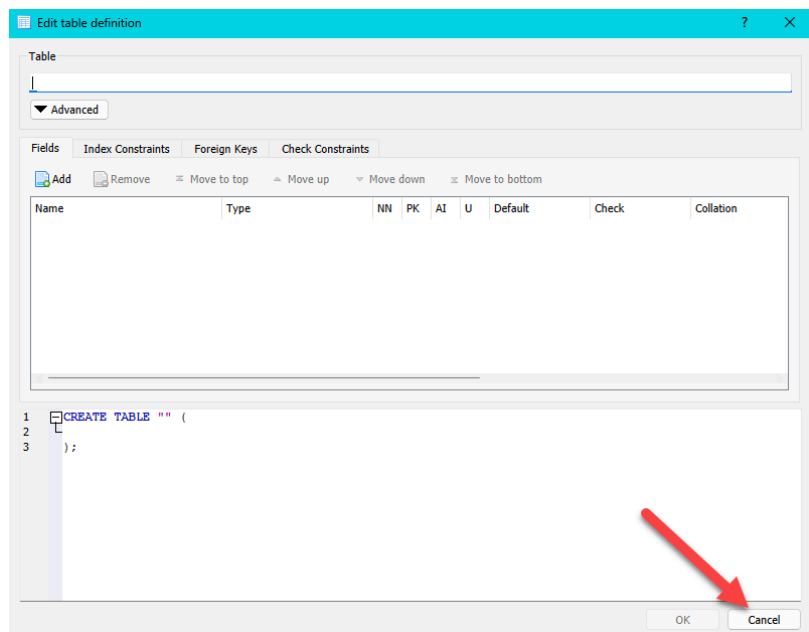 Edit table definition ? ×
Table
Advanced
Fields Index Constraints Foreign Keys Check Constraints
Add Remove Move to top Move up Move down Move to bottom
Name Type NN PK AI U Default Check Collation
1 CREATE TABLE "" (
2
3 );
OK Cancel